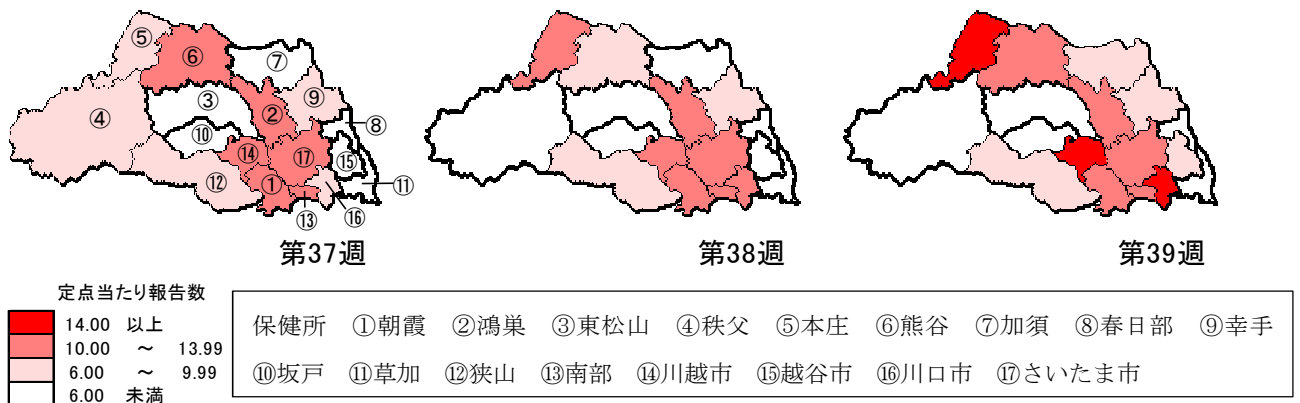 ⑤
⑥
⑦
④
③
②
⑨
⑧
⑩
⑭
⑰
⑮
⑫
①
⑪
⑬
⑯
第37週
第38週
第39週
定点当たり報告数
14.00 以上
10.00 ～ 13.99
6.00 ～ 9.99
6.00 未満
保健所 ①朝霞 ②鴻巣 ③東松山 ④秩父 ⑤本庄 ⑥熊谷 ⑦加須 ⑧春日部 ⑨幸手
⑩坂戸 ⑪草加 ⑫狭山 ⑬南部 ⑭川越市 ⑮越谷市 ⑯川口市 ⑰さいたま市